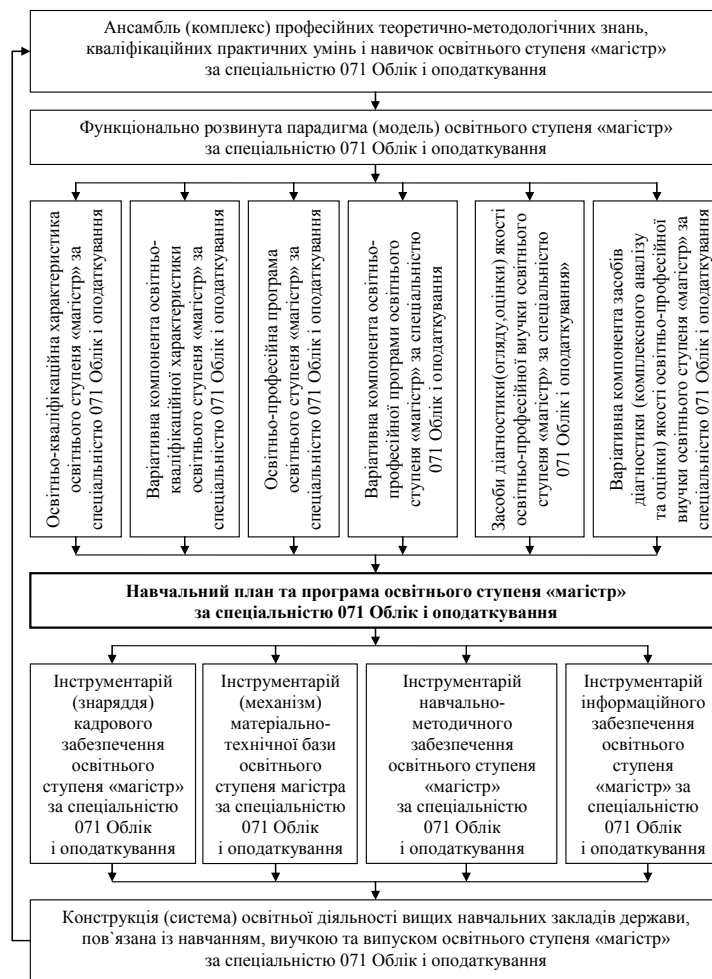 Ансамбль (комплекс) професійних теоретично-методологічних знань,
кваліфікаційних практичних умінь і навичок освітнього ступеня «магістр»
за спеціальністю 071 Облік і оподаткування
Функціонально розвинута парадигма (модель) освітнього ступеня «магістр»
за спеціальністю 071 Облік і оподаткування
Освітньо-кваліфікаційна характеристика
освітнього ступеня «магістр» за
спеціальністю 071 Облік і оподаткування
Варіативна компонента освітньо-
кваліфікаційної характеристики
освітнього ступеня «магістр» за
спеціальністю 071 Облік і оподаткування
Освітньо-професійна програма
освітнього ступеня «магістр» за
спеціальністю 071 Облік і оподаткування
Варіативна компонента освітньо-
професійної програми освітнього
ступеня «магістр» за спеціальністю
071 Облік і оподаткування
Засоби діагностики(огляду,оцінки) якості
освітньо-професійної виучки освітнього
ступеня «магістр» за спеціальністю
071 Облік і оподаткування»
Варіативна компонента засобів
діагностики (комплексного аналізу
та оцінки) якості освітньо-професійної
виучки освітнього ступеня «магістр» за
спеціальністю 071 Облік і оподаткування
Навчальний план та програма освітнього ступеня «магістр»
за спеціальністю 071 Облік і оподаткування
Інструментарій
(знаряддя)
кадрового
забезпечення
освітнього
ступеня «магістр»
за спеціальністю
071 Облік
і оподаткування
Інструментарій
(механізм)
матеріально-
технічної бази
освітнього
ступеня магістра
за спеціальністю
071 Облік
і оподаткування
Інструментарій
навчально-
методичного
забезпечення
освітнього ступеня
«магістр»
за спеціальністю
071 Облік
і оподаткування
Інструментарій
інформаційного
забезпечення
освітнього
ступеня
«магістр» за
спеціальністю
071 Облік
і оподаткування
Конструкція (система) освітньої діяльності вищих навчальних закладів держави,
пов`язана із навчанням, виучкою та випуском освітнього ступеня «магістр»
за спеціальністю 071 Облік і оподаткування